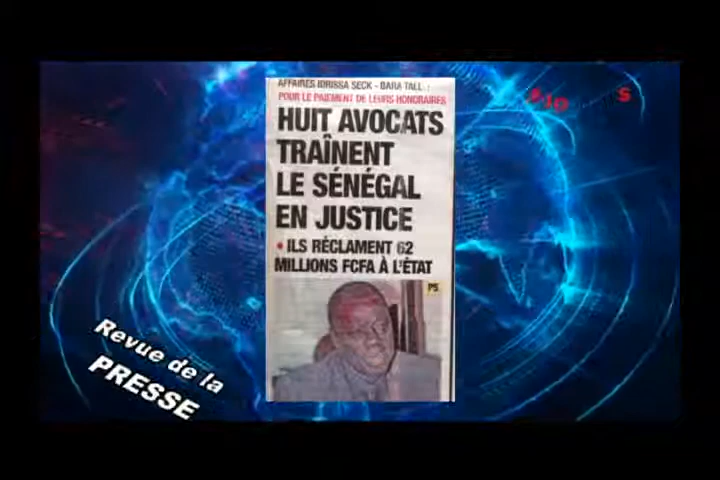 AFFAIRES IDRISSA SECK - BARA TALL :
POUR LE PAIEMENT DE LEURS HONORAIRES
HUIT AVOCATS
TRAÎNENT
LE SÉNÉGAL
EN JUSTICE
• ILS RÉCLAMENT 62
MILLIONS FCFA À L'ÉTAT
P5
Revue de la
PRESSE